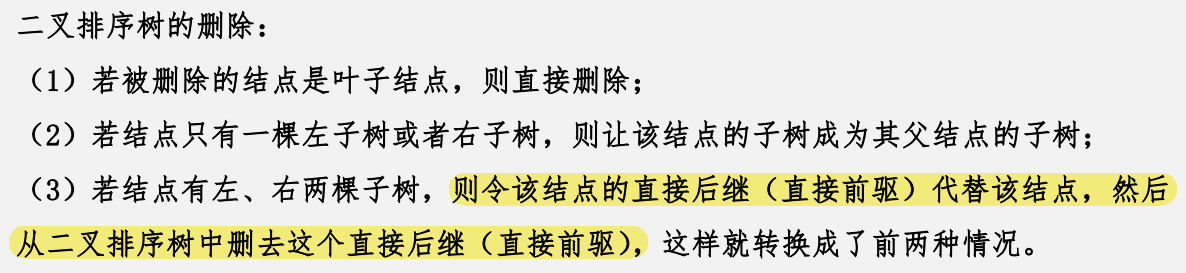 二叉排序树的删除：
（1）若被删除的结点是叶子结点，则直接删除；
（2）若结点只有一棵左子树或者右子树，则让该结点的子树成为其父结点的子树；
（3）若结点有左、右两棵子树，则令该结点的直接后继（直接前驱）代替该结点，然后
从二叉排序树中删去这个直接后继（直接前驱），这样就转换成了前两种情况。